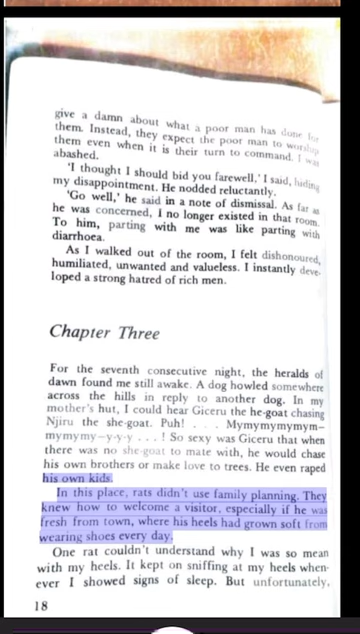 give a damn about what a poor man has done for
them. Instead, they expect the poor man to worship
them even when it is their turn to command. I was
abashed.
'I thought I should bid you farewell,' I said, hiding
my disappointment. He nodded reluctantly.
'Go well,' he said in a note of dismissal. As far as
he was concerned, I no longer existed in that room.
To him, parting with me was like parting with
diarrhoea.
As I walked out of the room, I felt dishonoured,
humiliated, unwanted and valueless. I instantly deve-
loped a strong hatred of rich men.
Chapter Three
For the seventh consecutive night, the heralds of
dawn found me still awake. A dog howled somewhere
across the hills in reply to another dog. In my
mother's hut, I could hear Giceru the he-goat chasing
Njiru the she-goat. Puh! . . . Mymymymymym-
mymymy-y-y-y . . . ! So sexy was Giceru that when
there was no she-goat to mate with, he would chase
his own brothers or make love to trees. He even raped
his own kids.
In this place, rats didn't use family planning. They
knew how to welcome a visitor, especially if he was
fresh from town, where his heels had grown soft from
wearing shoes every day.
One rat couldn't understand why I was so mean
with my heels. It kept on sniffing at my heels when-
ever I showed signs of sleep. But unfortunately,
18